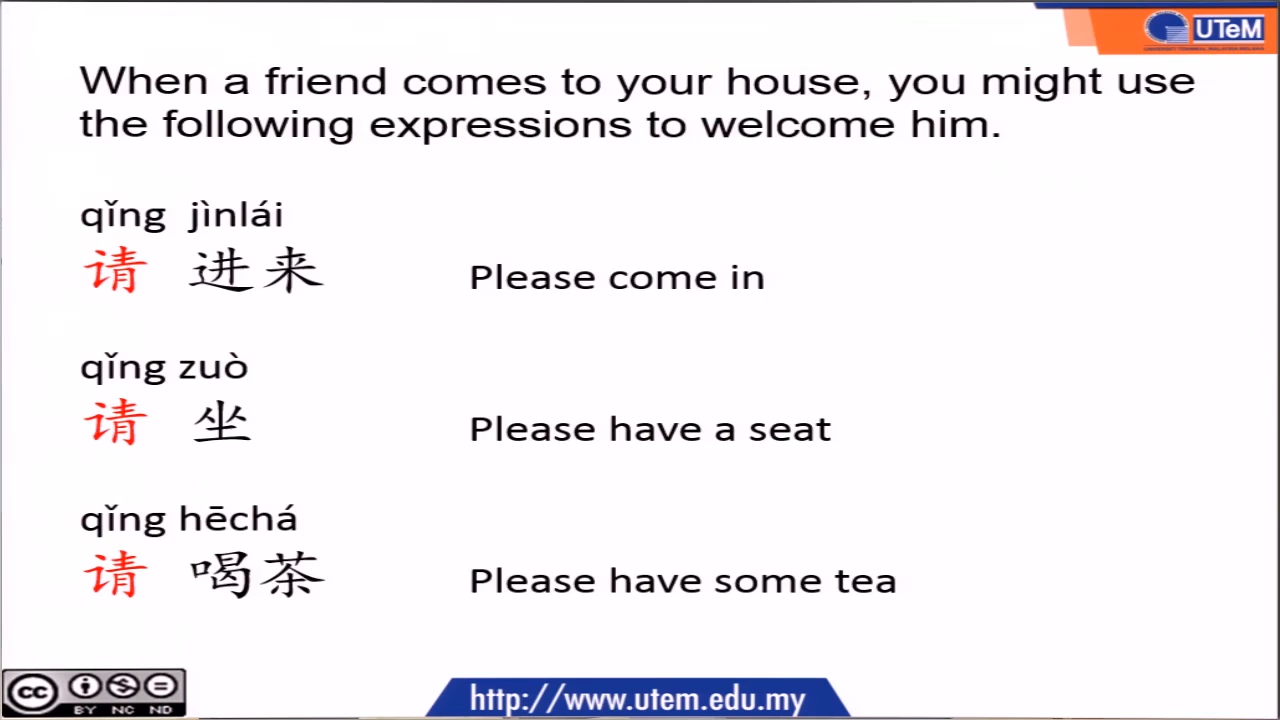 UTeM
When a friend comes to your house, you might use
the following expressions to welcome him.
qǐng jìnlái
请 进来 Please come in
qǐng zuò
请 坐 Please have a seat
qǐng hēchá
请 喝茶 Please have some tea
cc BY NC ND
http://www.utem.edu.my